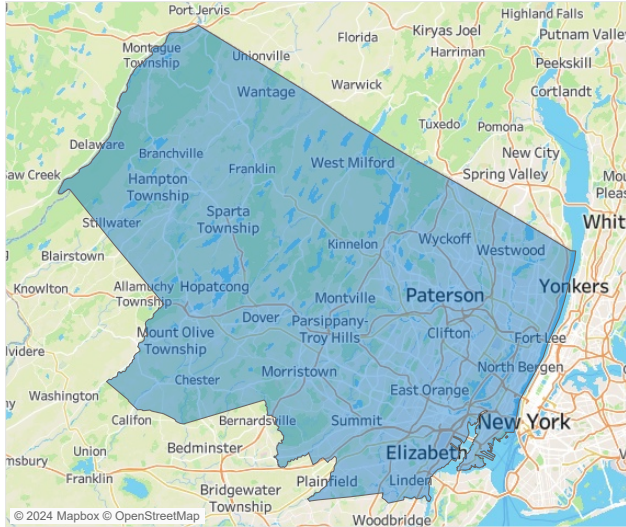 Port Jervis
Highland Falls
Kiryas Joel
Putnam Valley
Florida
Montague
Township
Unionville
Harriman
Peekskill
Warwick
Wantage
Cortlandt
Tuxedo
Pomona
Delaware
Branchville
West Milford
New City
Franklin
Spring Valley
Saw Creek
Hampton
Township
Pleas
Sparta
Township
Stillwater
Whit
Wyckoff
Kinnelon
Westwood
Blairstown
Knowlton
Allamuchy
Township
Hopatcong
Yonkers
Montville
Paterson
Dover
Parsippany-
Troy Hills
Mount Olive
Township
Clifton
Fort Lee
lvidere
North Bergen
Morristown
Chester
East Orange
Washington
Califon
Bernardsville
Summit
New York
Bedminster
Elizabeth
Union
msburg
Franklin
Plainfield
Linden
Bridgewater
Township
Woodbridge
© 2024 Mapbox © OpenStreetMap